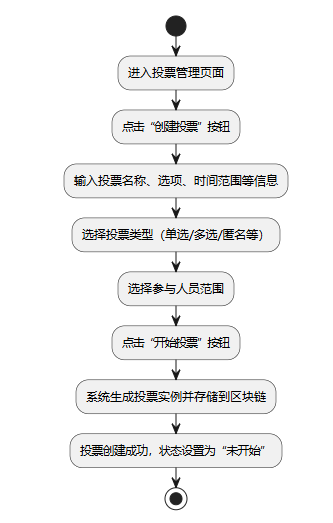 进入投票管理页面
点击“创建投票”按钮
输入投票名称、选项、时间范围等信息
选择投票类型（单选/多选/匿名等）
选择参与人员范围
点击“开始投票”按钮
系统生成投票实例并存储到区块链
投票创建成功，状态设置为“未开始”